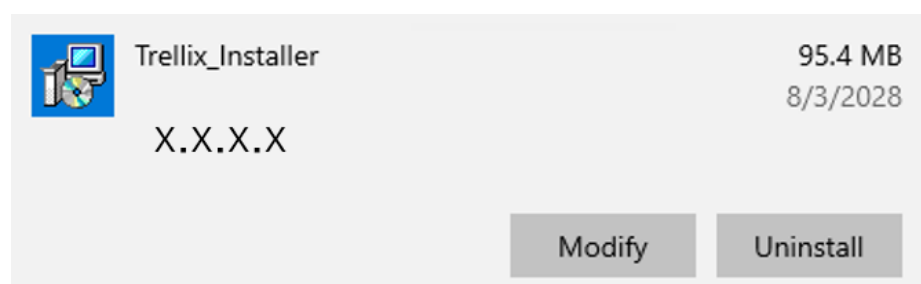 Trellix_Installer
95.4 MB
8/3/2028
X.X.X.X
Modify
Uninstall